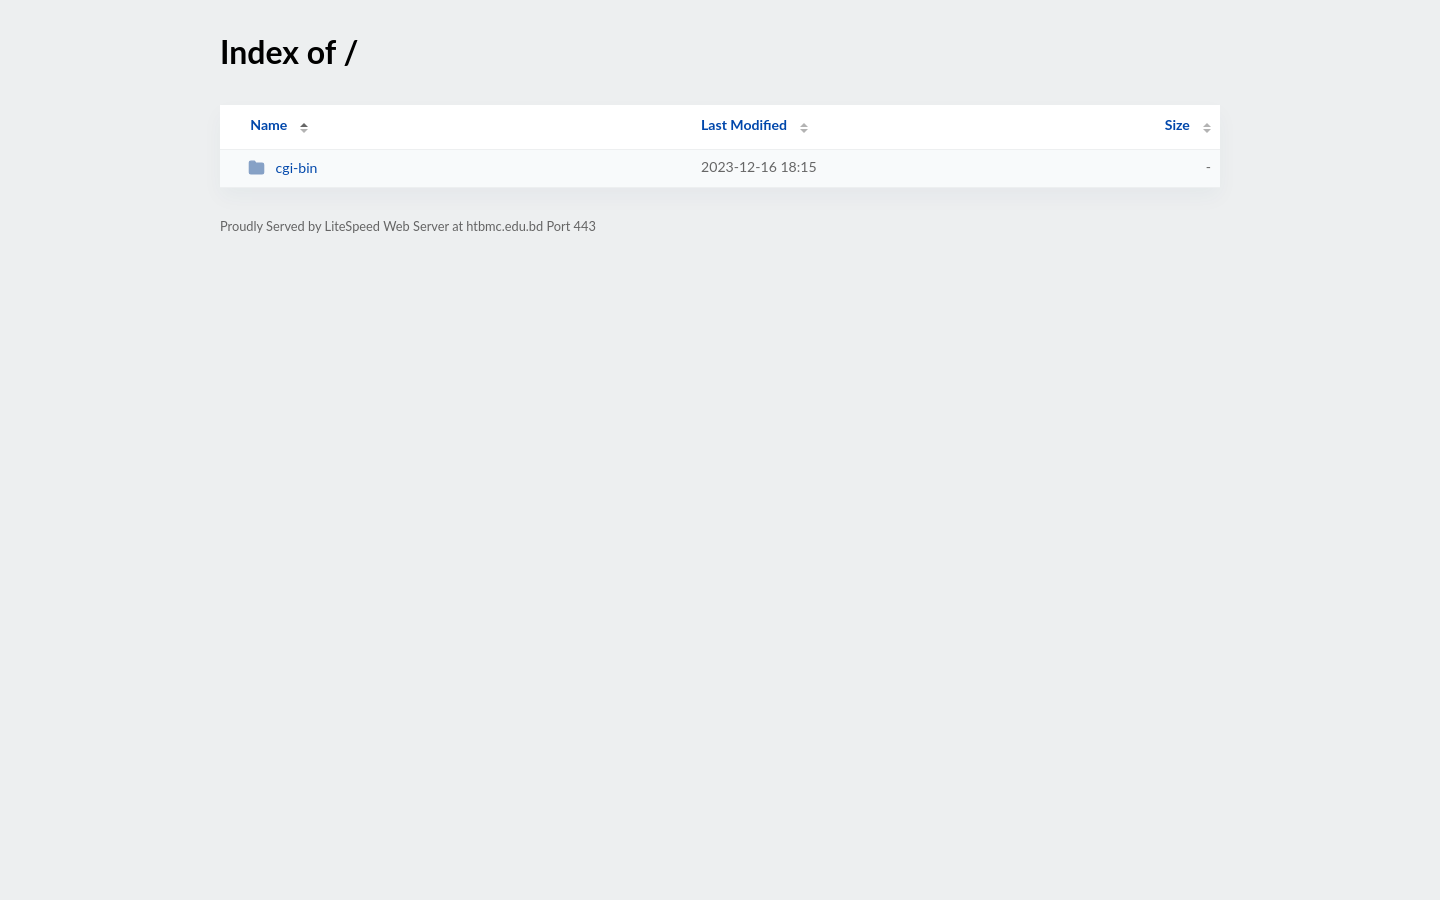 Index of /
Name Last Modified Size
cgi-bin 2023-12-16 18:15 -
Proudly Served by LiteSpeed Web Server at htbmc.edu.bd Port 443